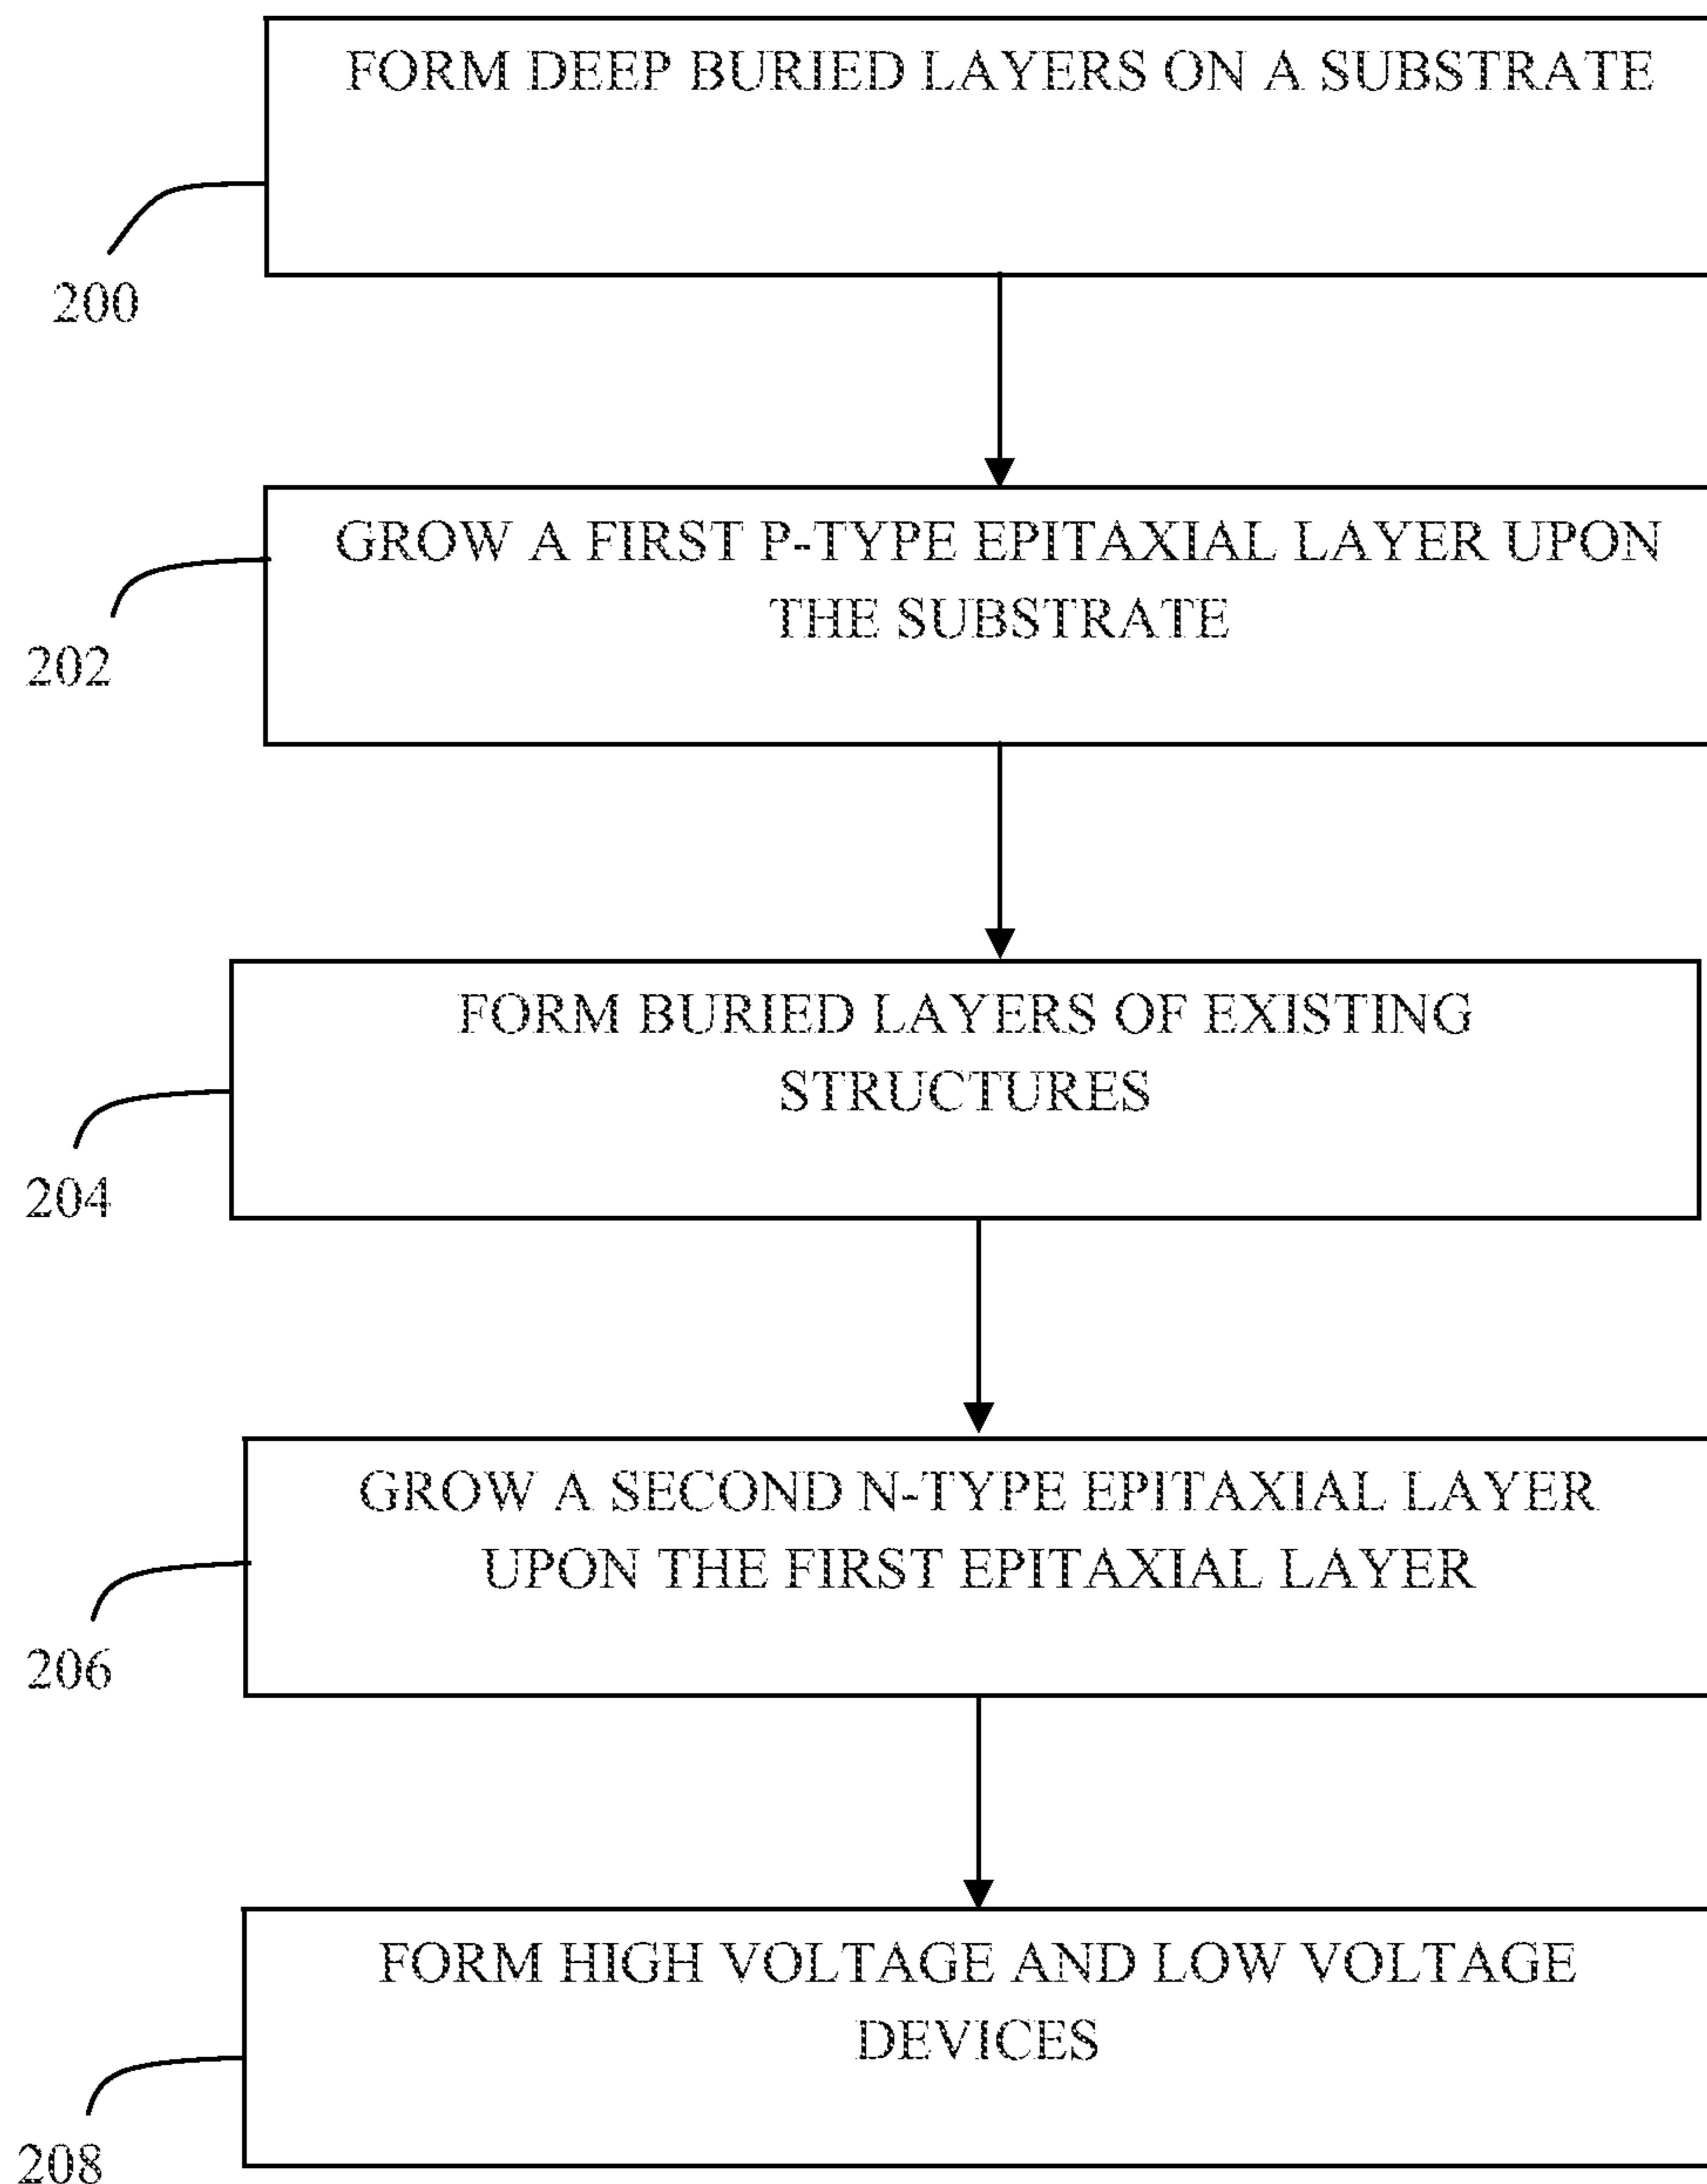 FORM DEEP BURIED LAYERS ON A SUBSTRATE
200
GROW A FIRST P-TYPE EPITAXIAL LAYER UPON
THE SUBSTRATE
202
FORM BURIED LAYERS OF EXISTING
STRUCTURES
204
GROW A SECOND N-TYPE EPITAXIAL LAYER
UPON THE FIRST EPITAXIAL LAYER
206
FORM HIGH VOLTAGE AND LOW VOLTAGE
DEVICES
208